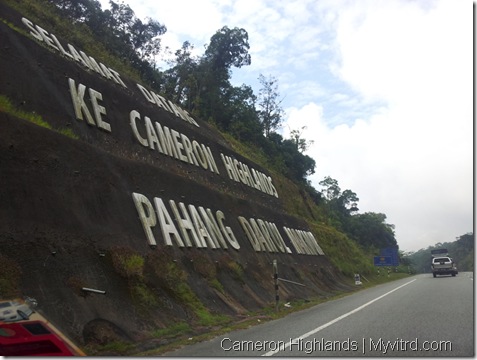 SELAMAT DATANG
KE CAMERON HIGHLANDS
PAHANG DARUL MAKMUR
Cameron Highlands | Myvitrd.com